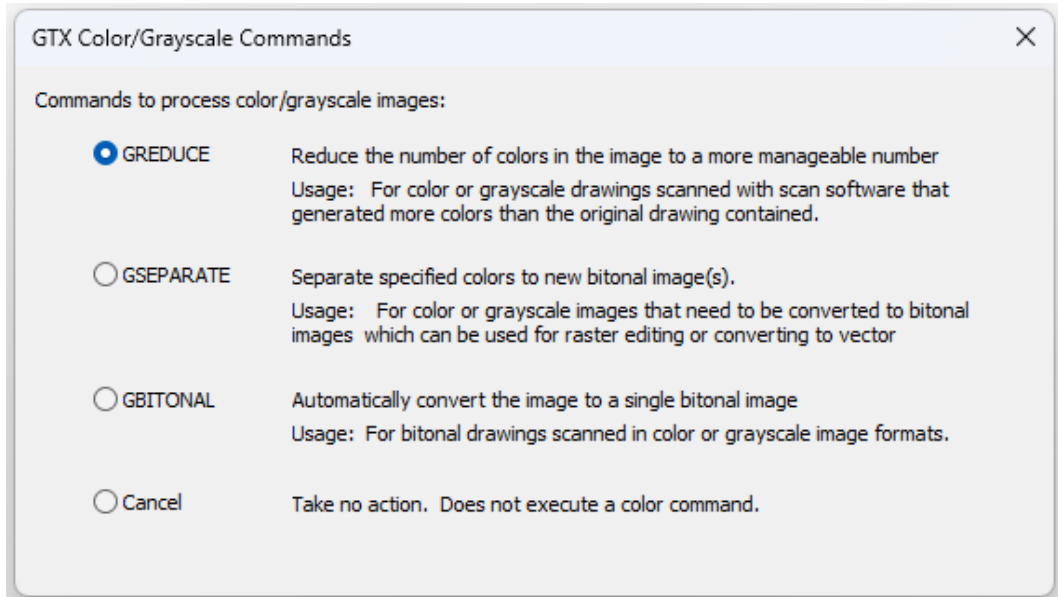 GTX Color/Grayscale Commands
Commands to process color/grayscale images:
GREDUCE Reduce the number of colors in the image to a more manageable number
Usage: For color or grayscale drawings scanned with scan software that
generated more colors than the original drawing contained.
GSEPARATE Separate specified colors to new bitonal image(s).
Usage: For color or grayscale images that need to be converted to bitonal
images which can be used for raster editing or converting to vector
GBITONAL Automatically convert the image to a single bitonal image
Usage: For bitonal drawings scanned in color or grayscale image formats.
Cancel Take no action. Does not execute a color command.